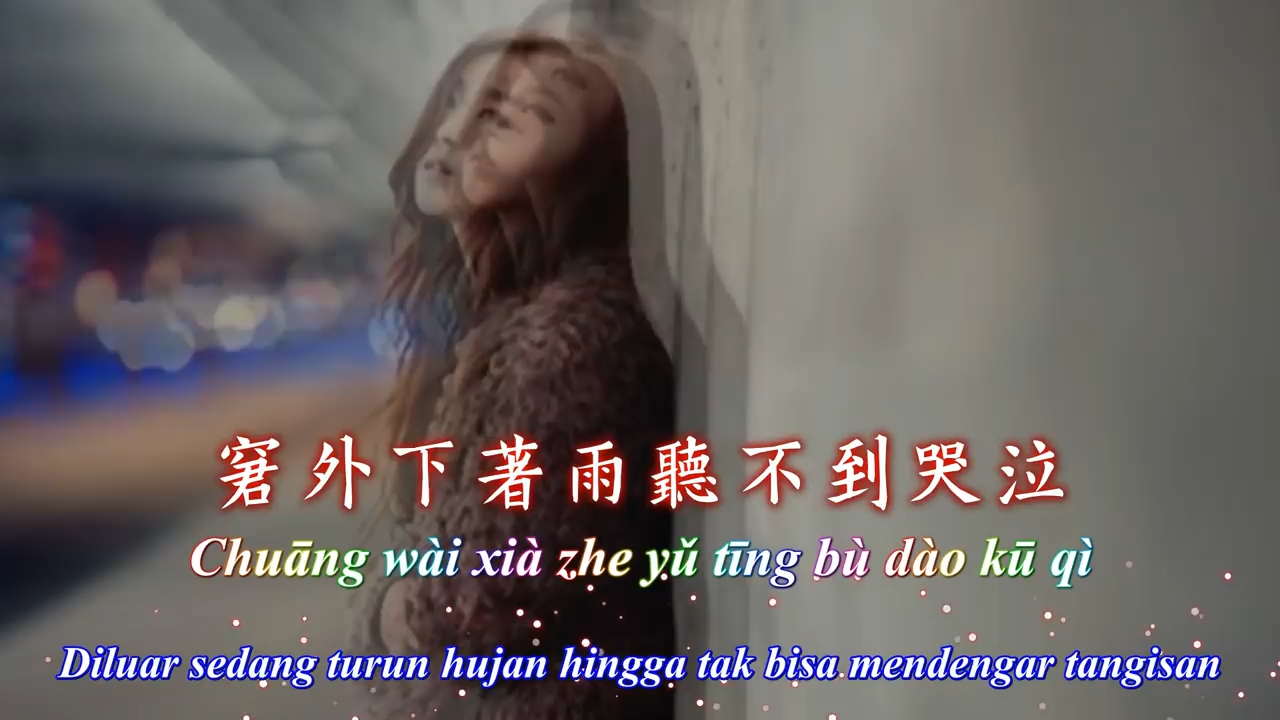 窘外下著雨聽不到哭泣
Chuāng wài xià zhe yǔ tīng bù dào kū qì
Diluar sedang turun hujan hingga tak bisa mendengar tangisan